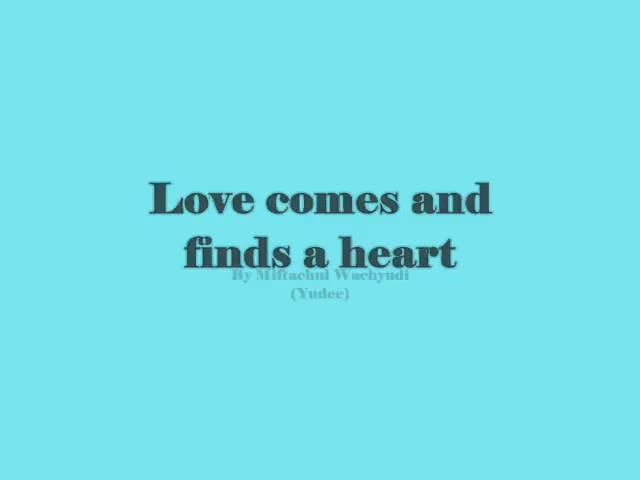 Love comes and
finds a heart
By Miftachul Wachyudi
(Yudee)